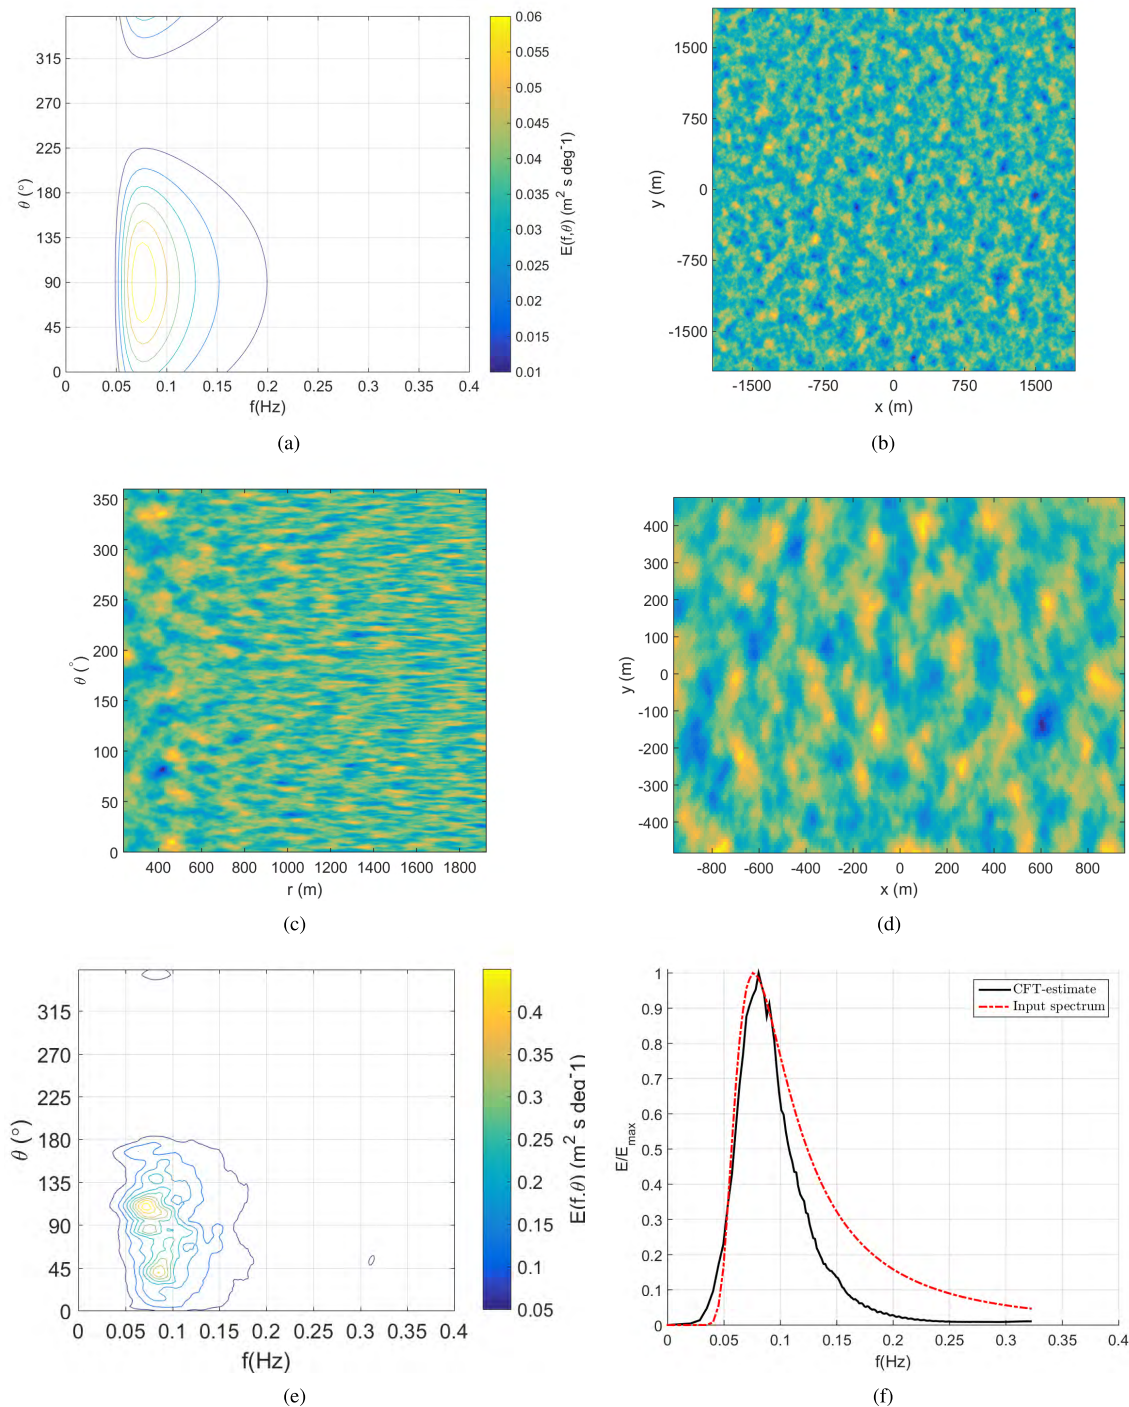 315
270
225
180
135
90
45
0
θ (°)
0 0.05 0.1 0.15 0.2 0.25 0.3 0.35 0.4
f(Hz)
0.06
0.055
0.05
0.045
0.04
0.035
0.03
0.025
0.02
0.015
0.01
E(f,θ) (m² s deg⁻1)
(a)
1500
750
0
-750
-1500
y (m)
-1500 -750 0 750 1500
x (m)
(b)
350
300
250
200
150
100
50
0
θ (°)
400 600 800 1000 1200 1400 1600 1800
r (m)
(c)
400
300
200
100
0
-100
-200
-300
-400
y (m)
-800 -600 -400 -200 0 200 400 600 800
x (m)
(d)
315
270
225
180
135
90
45
0
θ (°)
0 0.05 0.1 0.15 0.2 0.25 0.3 0.35 0.4
f(Hz)
0.4
0.35
0.3
0.25
0.2
0.15
0.1
0.05
E(f,θ) (m² s deg⁻1)
(e)
1
0.9
0.8
0.7
0.6
0.5
0.4
0.3
0.2
0.1
0
E/Emax
CFT-estimate
Input spectrum
0 0.05 0.1 0.15 0.2 0.25 0.3 0.35 0.4
f(Hz)
(f)